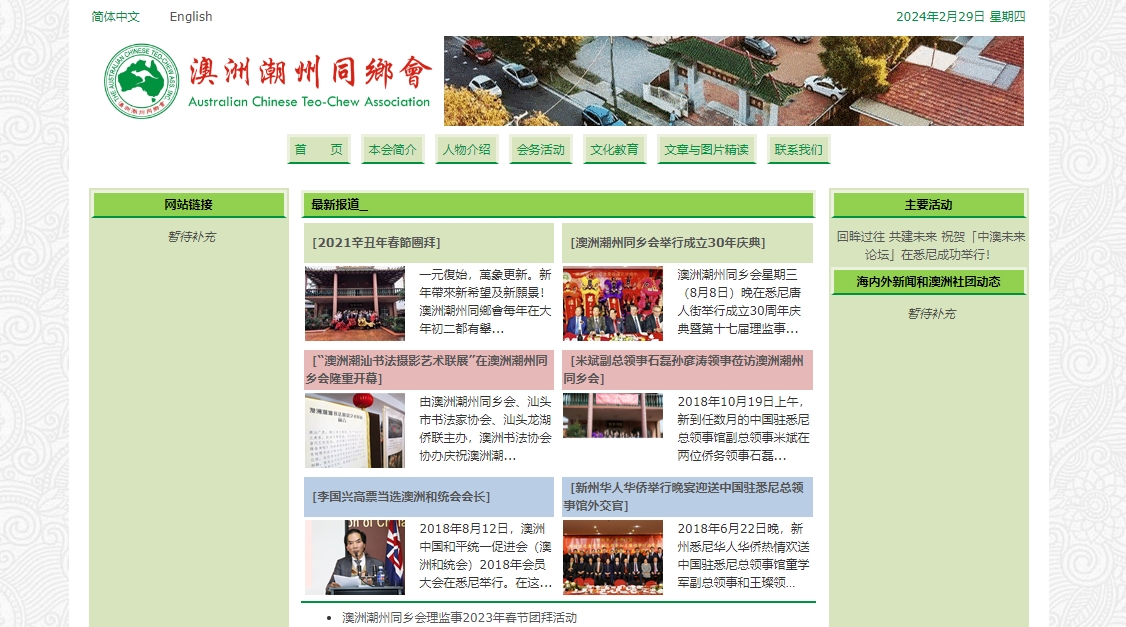 简体中文
English
2024年2月29日 星期四
澳洲潮州同鄉會
Australian Chinese Teo-Chew Association
首 页
本会简介
人物介绍
会务活动
文化教育
文章与图片精读
联系我们
网站链接
暂待补充
最新报道_
[2021辛丑年春節團拜]
一元復始，萬象更新。新
年帶來新希望及新願景！
澳洲潮州同鄉會每年在大
年初二都有舉...
[澳洲潮州同乡会举行成立30年庆典]
澳洲潮州同乡会星期三
（8月8日）晚在悉尼唐
人街举行成立30周年庆
典暨第十七届理监事...
[“澳洲潮汕书法摄影艺术联展”在澳洲潮州同
乡会隆重开幕]
由澳洲潮州同乡会、汕头
市书法家协会、汕头龙湖
侨联主办，澳洲书法协会
协办庆祝澳洲潮...
[米斌副总领事石磊孙彦涛领事莅访澳洲潮州
同乡会]
2018年10月19日上午，
新到任数月的中国驻悉尼
总领事馆副总领事米斌在
两位侨务领事石磊...
[李国兴高票当选澳洲和统会会长]
2018年8月12日，澳洲
中国和平统一促进会（澳
洲和统会）2018年会员
大会在悉尼举行。在这...
[新州华人华侨举行晚宴迎送中国驻悉尼总领
事馆外交官]
2018年6月22日晚，新
州悉尼华人华侨热情欢送
中国驻悉尼总领事馆童学
军副总领事和王璨领...
澳洲潮州同乡会理监事2023年春节团拜活动
主要活动
回眸过往 共建未来 祝贺「中澳未来
论坛」在悉尼成功举行！
海内外新闻和澳洲社团动态
暂待补充